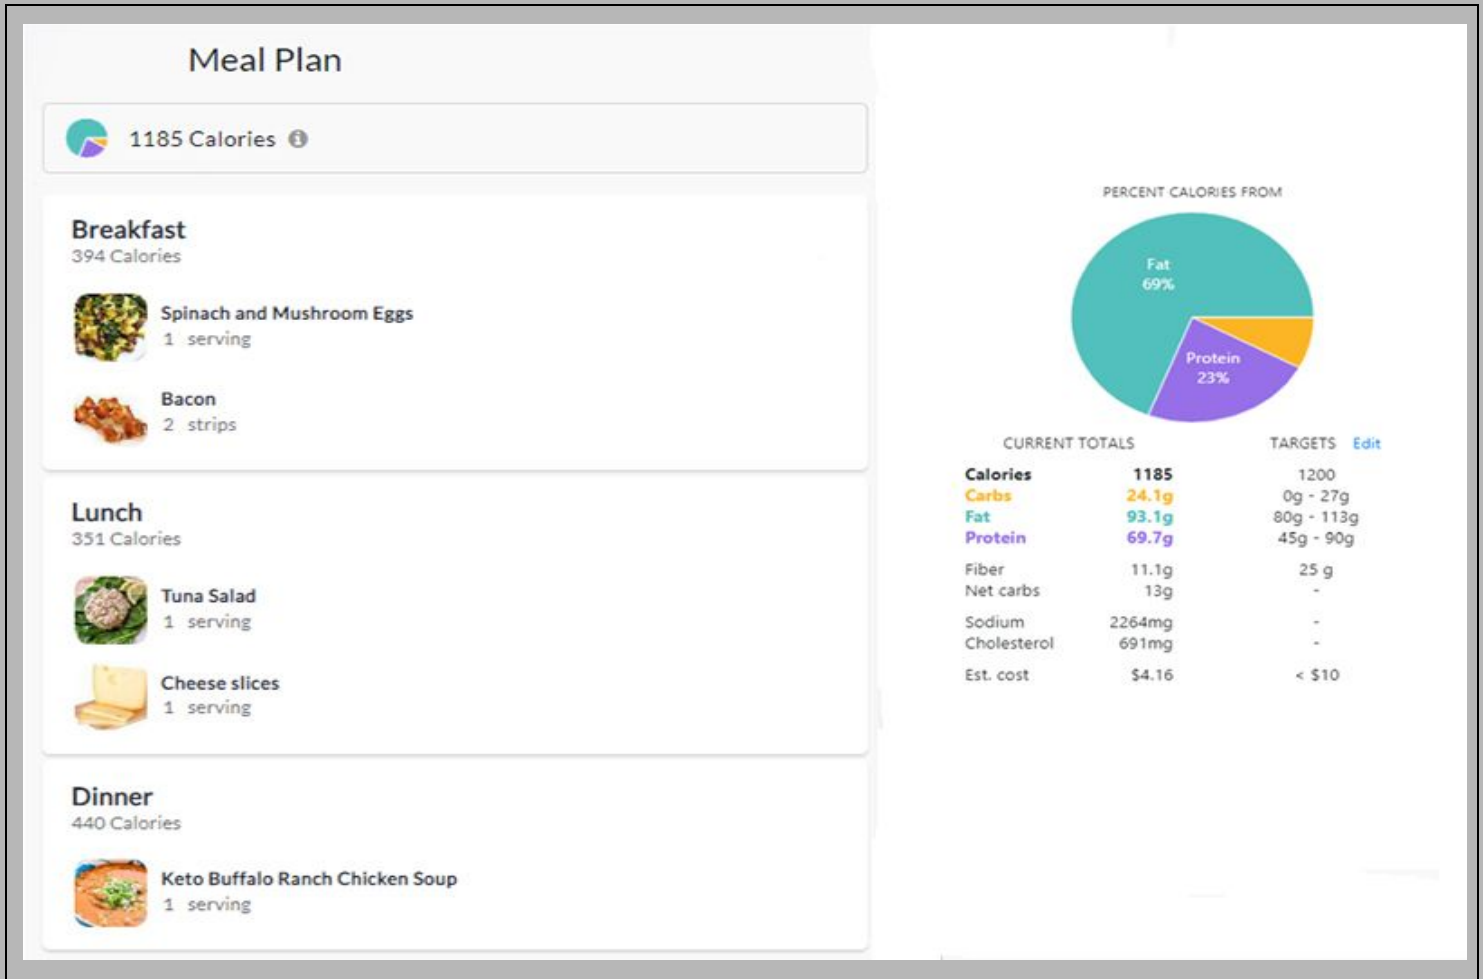 Meal Plan
1185 Calories
Breakfast
394 Calories
Spinach and Mushroom Eggs
1 serving
Bacon
2 strips
Lunch
351 Calories
Tuna Salad
1 serving
Cheese slices
1 serving
Dinner
440 Calories
Keto Buffalo Ranch Chicken Soup
1 serving
PERCENT CALORIES FROM
Fat
69%
Protein
23%
CURRENT TOTALS TARGETS Edit
Calories 1185 1200
Carbs 24.1g 0g - 27g
Fat 93.1g 80g - 113g
Protein 69.7g 45g - 90g
Fiber 11.1g 25 g
Net carbs 13g -
Sodium 2264mg -
Cholesterol 691mg -
Est. cost $4.16 < $10